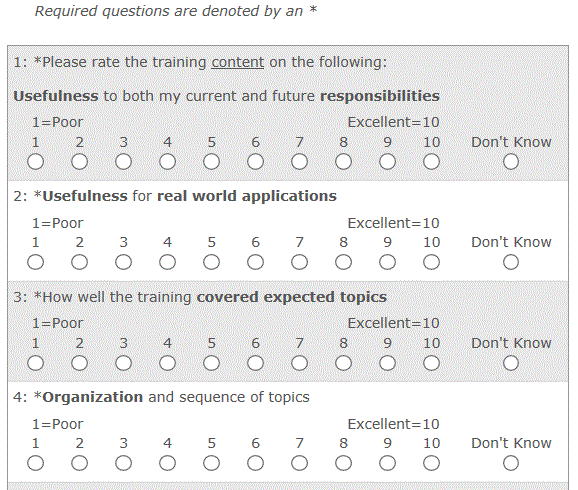 Required questions are denoted by an *
1: *Please rate the training content on the following:
Usefulness to both my current and future responsibilities
1=Poor Excellent=10
1 2 3 4 5 6 7 8 9 10 Don't Know
2: *Usefulness for real world applications
1=Poor Excellent=10
1 2 3 4 5 6 7 8 9 10 Don't Know
3: *How well the training covered expected topics
1=Poor Excellent=10
1 2 3 4 5 6 7 8 9 10 Don't Know
4: *Organization and sequence of topics
1=Poor Excellent=10
1 2 3 4 5 6 7 8 9 10 Don't Know